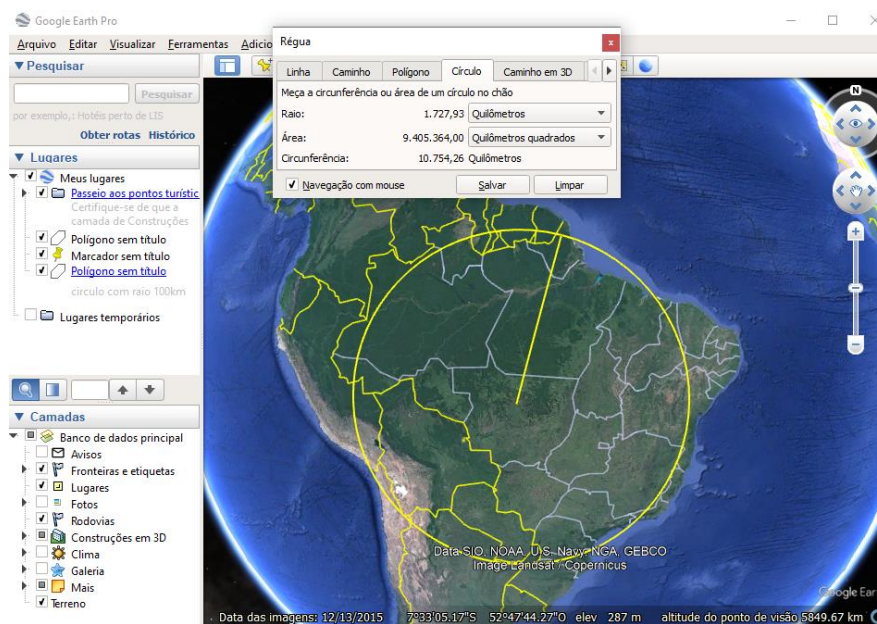 Google Earth Pro
Arquivo Editar Visualizar Ferramentas Adicio
Régua
x
Linha Caminho Polígono Círculo Caminho em 3D
Meça a circunferência ou área de um círculo no chão
Raio: 1.727,93 Quilômetros
Área: 9.405.364,00 Quilômetros quadrados
Circunferência: 10.754,26 Quilômetros
Navegação com mouse Salvar Limpar
Pesquisar
Pesquisar
por exemplo,: Hotéis perto de LIS
Obter rotas Histórico
Lugares
Meus lugares
Passeio aos pontos turístic
Certifique-se de que a
camada de Construções
Polígono sem título
Marcador sem título
Polígono sem título
circulo com raio 100km
Lugares temporários
Camadas
Banco de dados principal
Avisos
Fronteiras e etiquetas
Lugares
Fotos
Rodovias
Construções em 3D
Clima
Galeria
Mais
Terreno
N
Data SIO, NOAA, U.S. Navy, NGA, GEBCO
Image Landsat / Copernicus
Google Ear
Data das imagens: 12/13/2015 7°33'05.17"S 52°47'44.27"O elev 287 m altitude do ponto de visão 5849.67 km